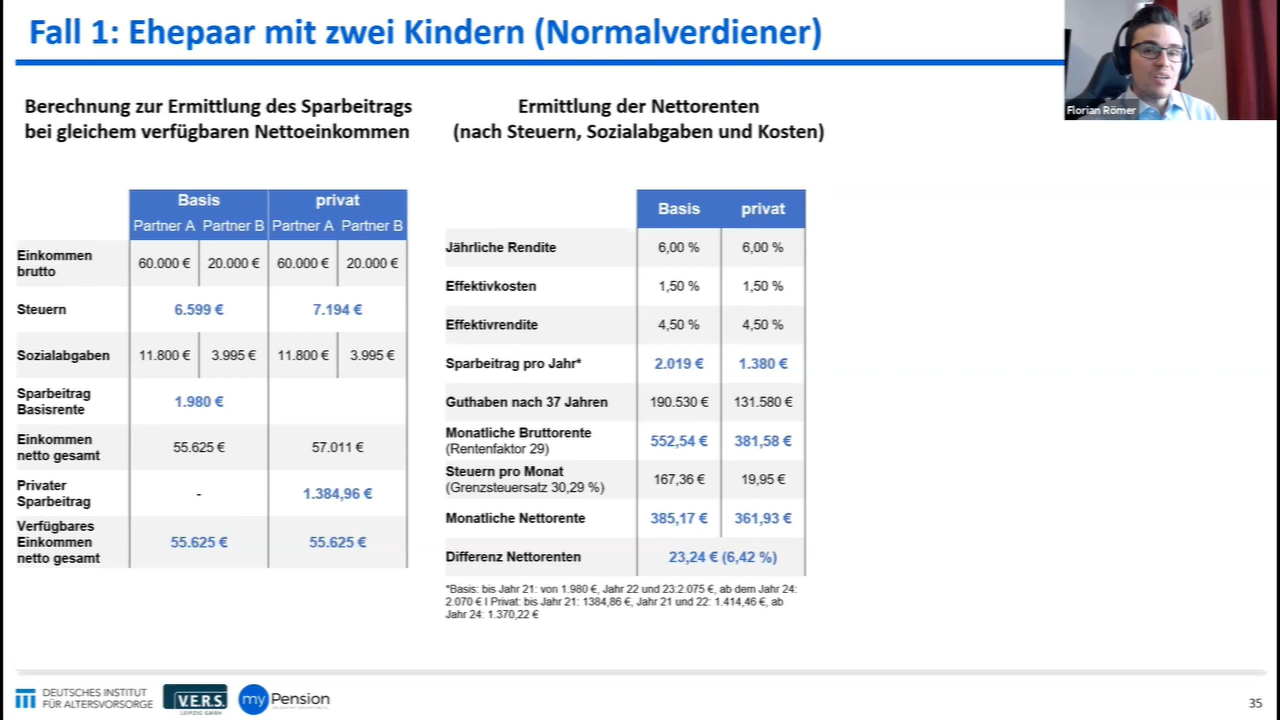 Fall 1: Ehepaar mit zwei Kindern (Normalverdiener)
Florian Römer
Berechnung zur Ermittlung des Sparbeitrags
bei gleichem verfügbaren Nettoeinkommen
Basis privat
Partner A Partner B Partner A Partner B
Einkommen
brutto
60.000 € 20.000 € 60.000 € 20.000 €
Steuern 6.599 € 7.194 €
Sozialabgaben 11.800 € 3.995 € 11.800 € 3.995 €
Sparbeitrag
Basisrente
1.980 €
Einkommen
netto gesamt
55.625 € 57.011 €
Privater
Sparbeitrag
- 1.384,96 €
Verfügbares
Einkommen
netto gesamt
55.625 € 55.625 €
Ermittlung der Nettorenten
(nach Steuern, Sozialabgaben und Kosten)
Basis privat
Jährliche Rendite 6,00 % 6,00 %
Effektivkosten 1,50 % 1,50 %
Effektivrendite 4,50 % 4,50 %
Sparbeitrag pro Jahr* 2.019 € 1.380 €
Guthaben nach 37 Jahren 190.530 € 131.580 €
Monatliche Bruttorente
(Rentenfaktor 29)
552,54 € 381,58 €
Steuern pro Monat
(Grenzsteuersatz 30,29 %)
167,36 € 19,95 €
Monatliche Nettorente 385,17 € 361,93 €
Differenz Nettorenten 23,24 € (6,42 %)
*Basis: bis Jahr 21: von 1.980 €, Jahr 22 und 23:2.075 €, ab dem Jahr 24:
2.070 € I Privat: bis Jahr 21: 1384,86 €, Jahr 21 und 22: 1.414,46 €, ab
Jahr 24: 1.370,22 €
DEUTSCHES INSTITUT
FÜR ALTERSVORSORGE
V.E.R.S.
LEIPZIG GMBH
myPension
35